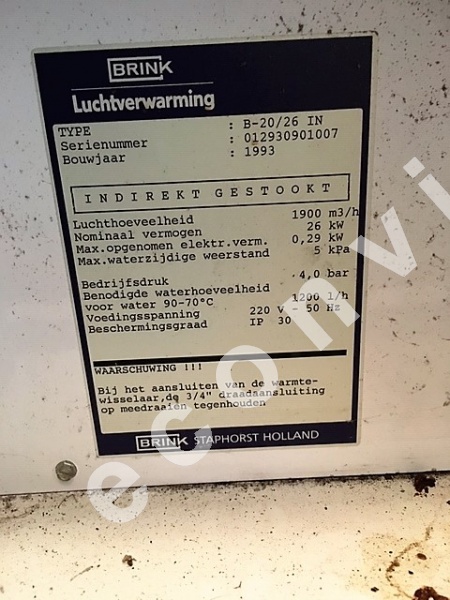 BRINK
Luchtverwarming
TYPE : B-20/26 IN
Serienummer : 012930901007
Bouwjaar : 1993
INDIREKT GESTOOKT
Luchthoeveelheid 1900 m3/h
Nominaal vermogen 26 kW
Max.opgenomen elektr.verm. 0,29 kW
Max.waterzijdige weerstand 5 kPa
Bedrijfsdruk 4,0 bar
Benodigde waterhoeveelheid
voor water 90-70°C 1200 l/h
Voedingsspanning 220 V - 50 Hz
Beschermingsgraad IP 30
WAARSCHUWING !!!
Bij het aansluiten van de warmte-
wisselaar,de 3/4" draadaansluiting
op meedraaien tegenhouden
BRINK STAPHORST HOLLAND
econvi